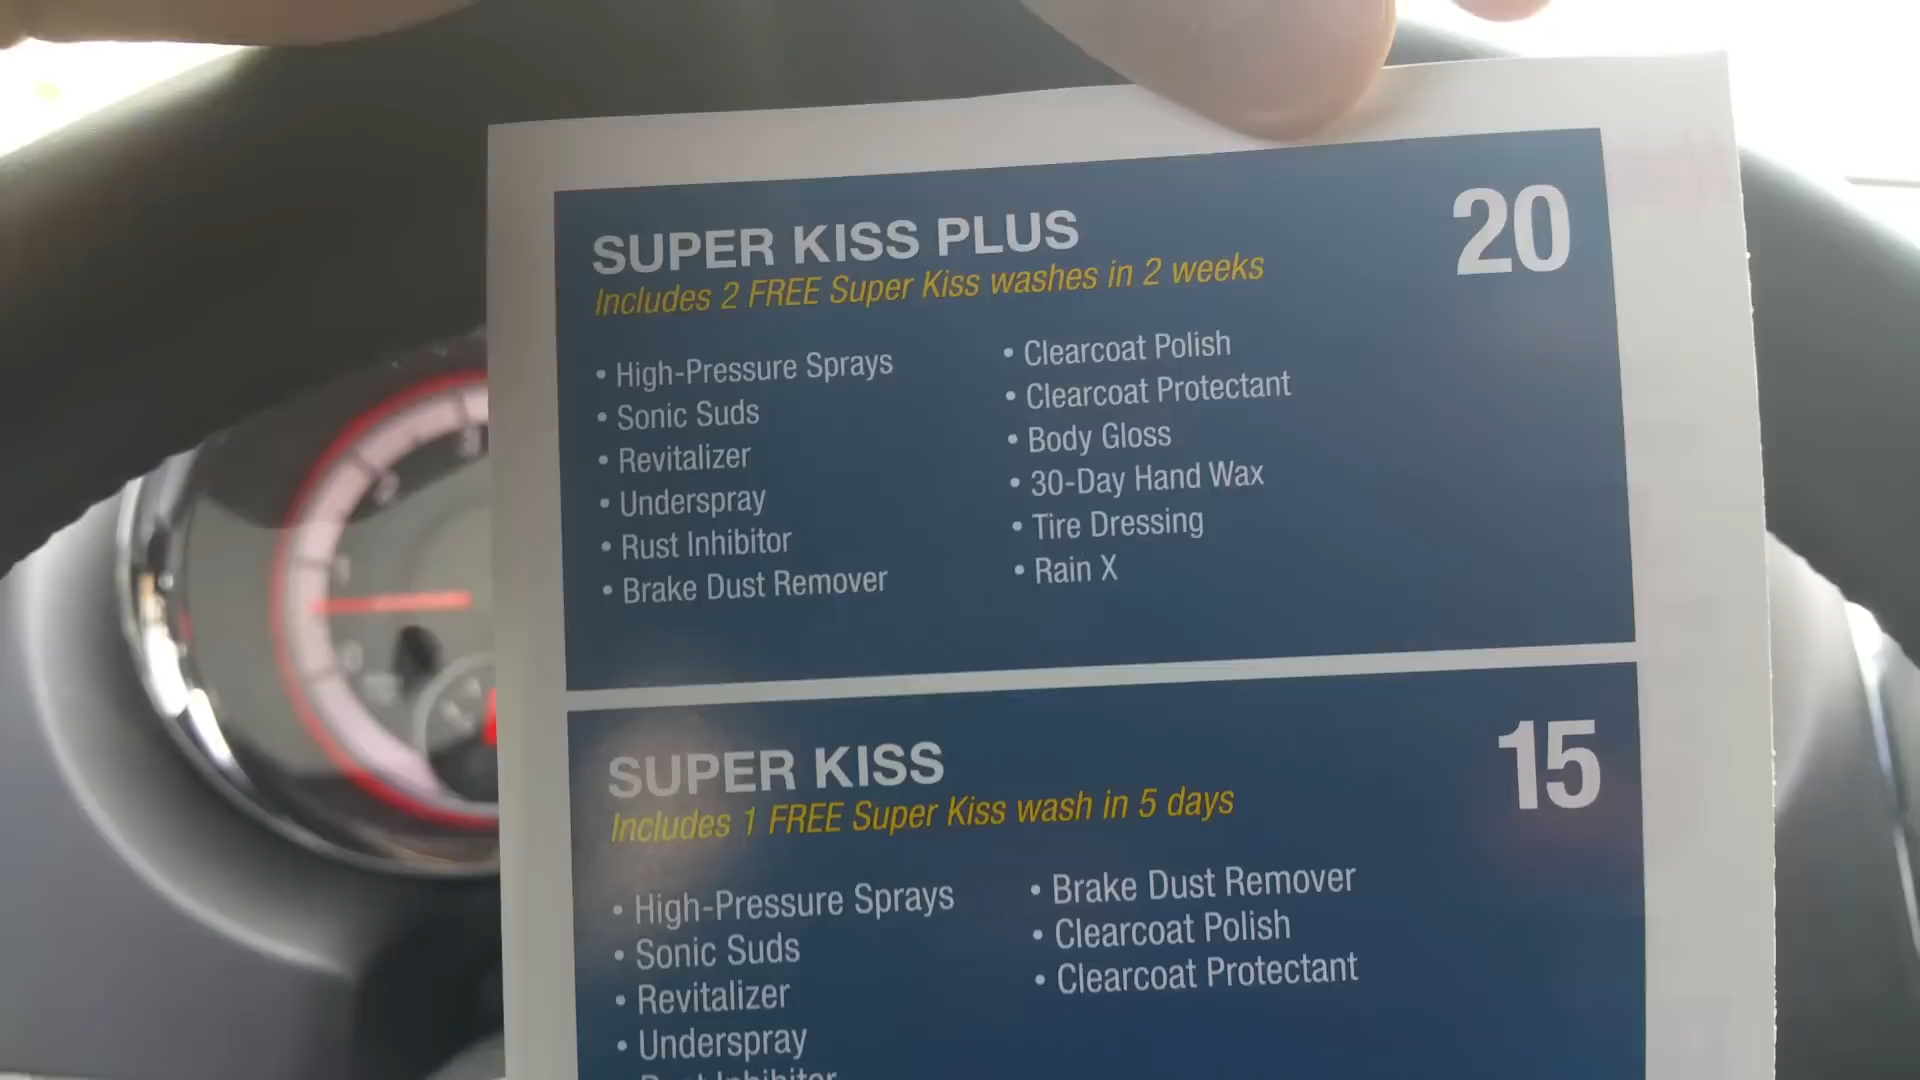 SUPER KISS PLUS
20
Includes 2 FREE Super Kiss washes in 2 weeks
• High-Pressure Sprays
• Sonic Suds
• Revitalizer
• Underspray
• Rust Inhibitor
• Brake Dust Remover
• Clearcoat Polish
• Clearcoat Protectant
• Body Gloss
• 30-Day Hand Wax
• Tire Dressing
• Rain X
SUPER KISS
15
Includes 1 FREE Super Kiss wash in 5 days
• High-Pressure Sprays
• Sonic Suds
• Revitalizer
• Underspray
Rust Inhibitor
• Brake Dust Remover
• Clearcoat Polish
• Clearcoat Protectant